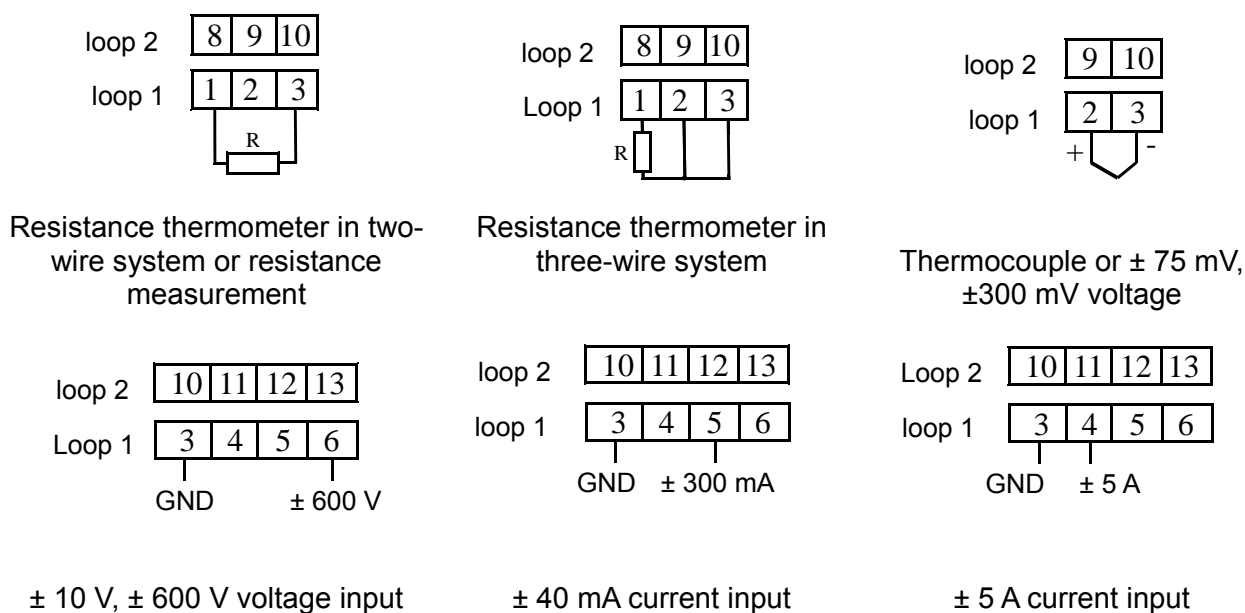 loop 2 8 9 10
loop 1 1 2 3
R
Resistance thermometer in two-
wire system or resistance
measurement
loop 2 8 9 10
Loop 1 1 2 3
R
Resistance thermometer in
three-wire system
loop 2 9 10
loop 1 2 3
+ -
Thermocouple or ± 75 mV,
±300 mV voltage
loop 2 10 11 12 13
Loop 1 3 4 5 6
GND ± 600 V
± 10 V, ± 600 V voltage input
loop 2 10 11 12 13
loop 1 3 4 5 6
GND ± 300 mA
± 40 mA current input
Loop 2 10 11 12 13
loop 1 3 4 5 6
GND ± 5 A
± 5 A current input